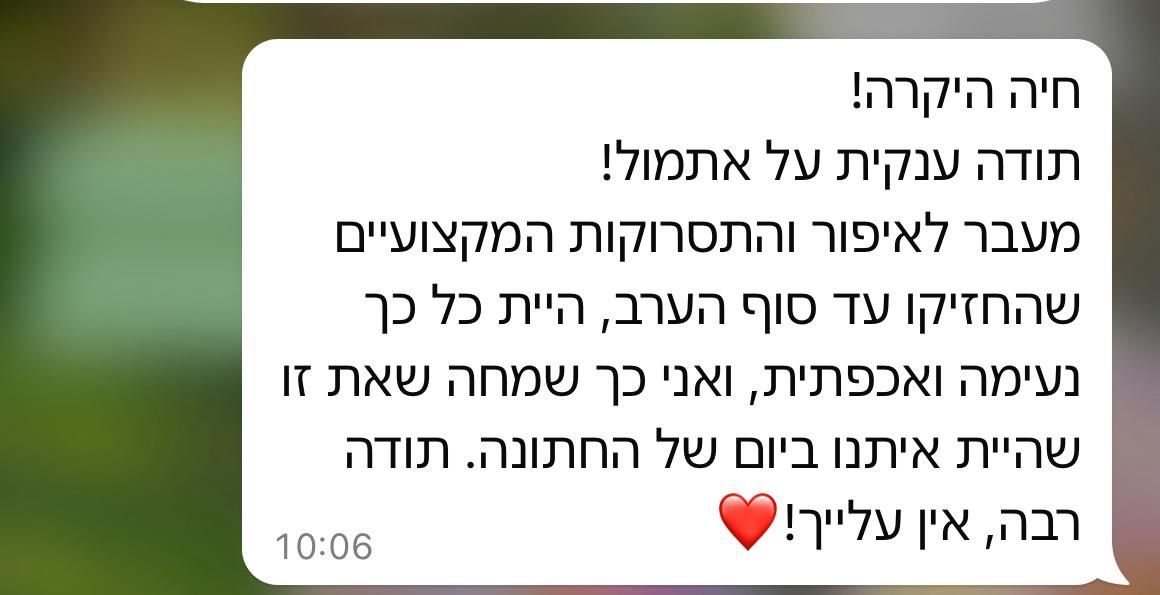 חיה היקרה!
תודה ענקית על אתמול!
מעבר לאיפור והתסרוקות המקצועיים
שהחזיקו עד סוף הערב, היית כל כך
נעימה ואכפתית, ואני כך שמחה שאת זו
שהיית איתנו ביום של החתונה. תודה
רבה, אין עלייך!❤️
10:06